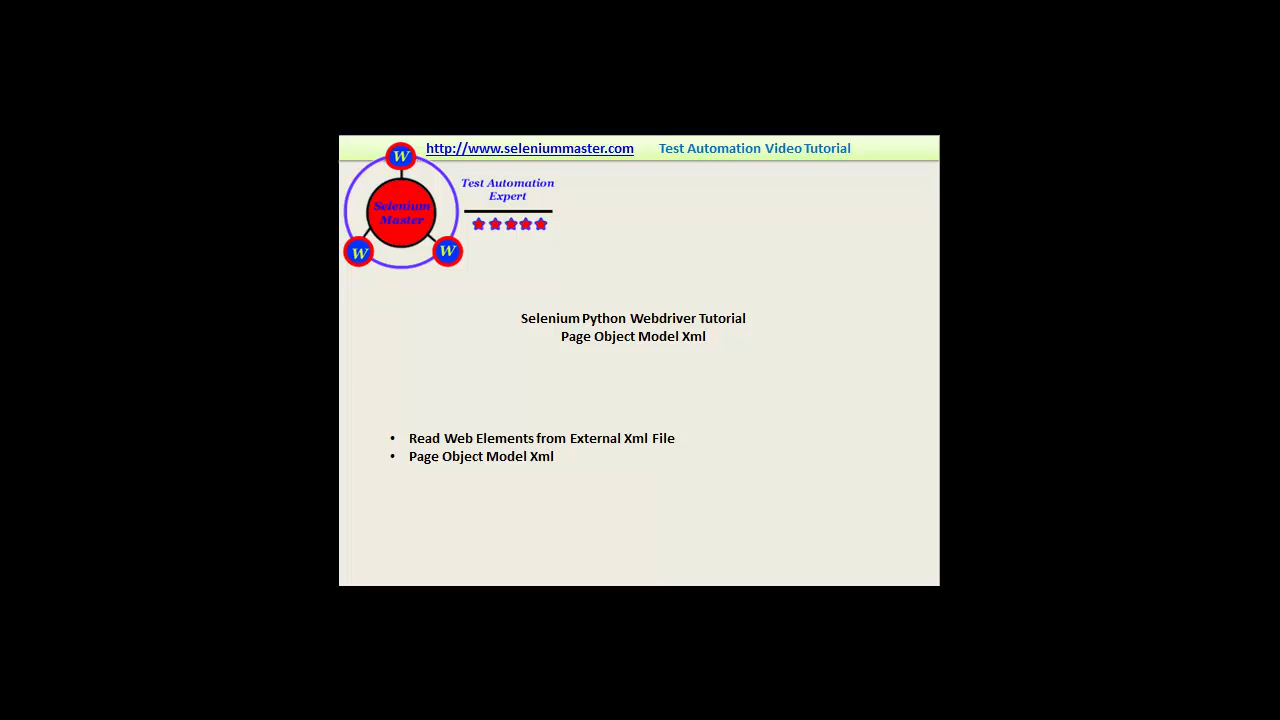 http://www.seleniummaster.com Test Automation Video Tutorial
W
Test Automation
Expert
Selenium
Master
W
W
Selenium Python Webdriver Tutorial
Page Object Model Xml
• Read Web Elements from External Xml File
• Page Object Model Xml